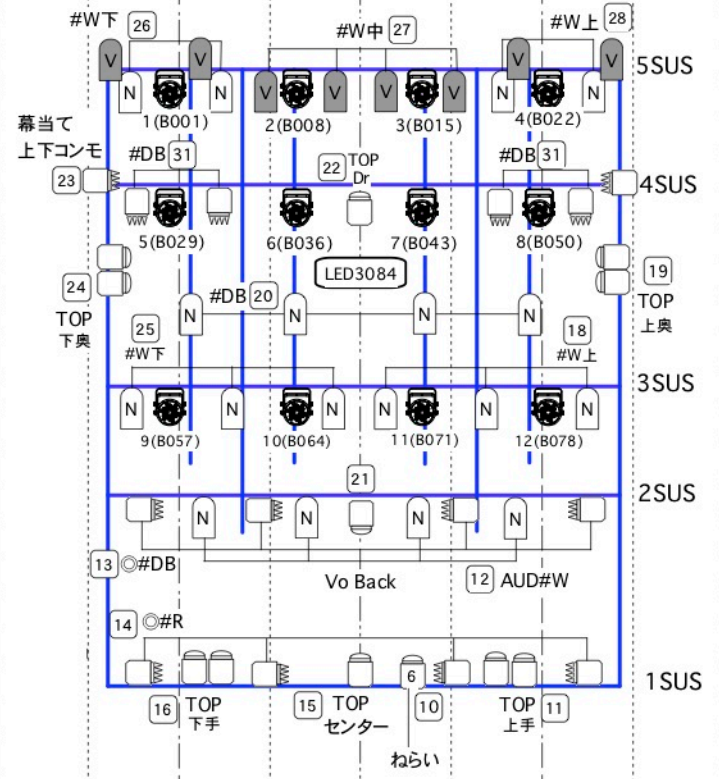 #W下 26
#W中 27
#W上 28
5SUS
V V V V V V V V
N N N N
1(B001)
2(B008)
3(B015)
4(B022)
幕当て
上下コンモ
23
#DB 31
22 TOP
Dr
#DB 31
4SUS
5(B029)
6(B036)
7(B043)
8(B050)
LED3084
24
TOP
下奥
19
TOP
上奥
#DB 20
N N N N
25
#W下
18
#W上
3SUS
N N N N N N
9(B057)
10(B064)
11(B071)
12(B078)
21
2SUS
N N N N
13 ◎#DB
Vo Back
12 AUD#W
14 ◎#R
6
1SUS
16 TOP
下手
15 TOP
センター
10
TOP 11
上手
ねらい